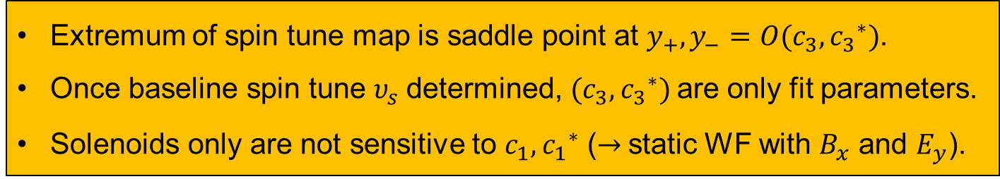 • Extremum of spin tune map is saddle point at y₊, y₋ = O(c₃, c₃*).
• Once baseline spin tune υₛ determined, (c₃, c₃*) are only fit parameters.
• Solenoids only are not sensitive to c₁, c₁* (→ static WF with Bₓ and E_y).